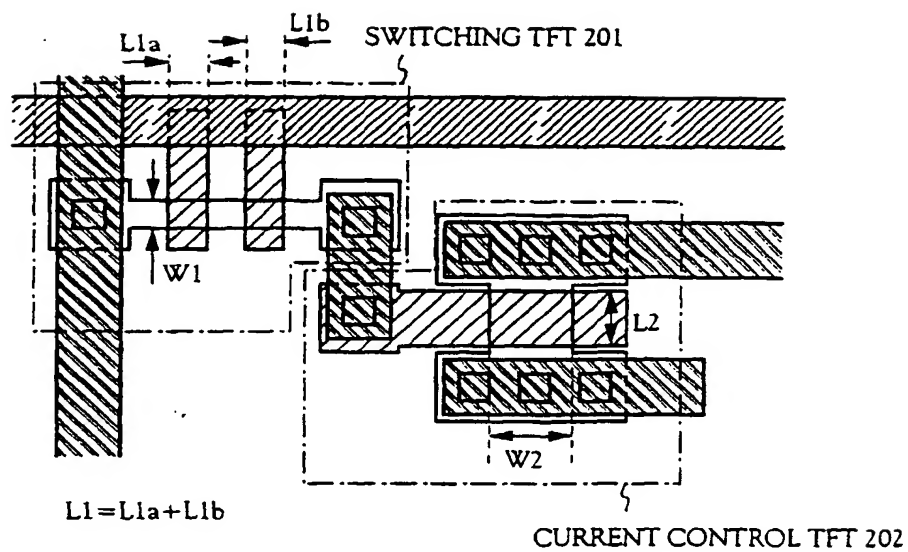 L1b
L1a
SWITCHING TFT 201
W1
L2
W2
L1=L1a+L1b
CURRENT CONTROL TFT 202